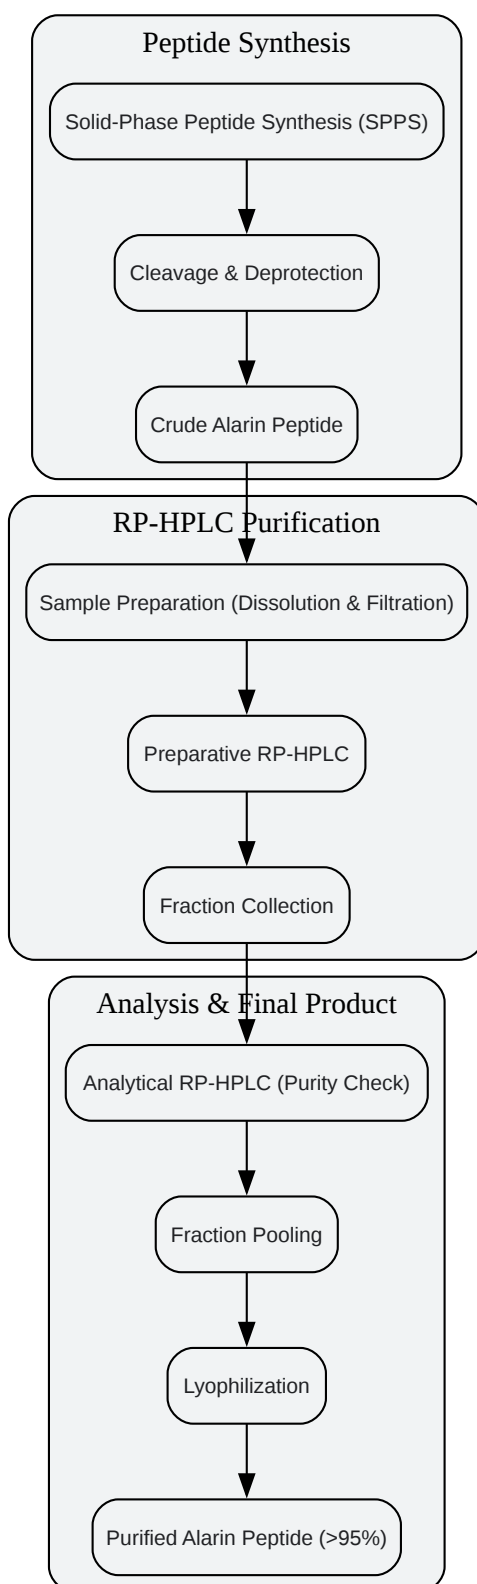 Peptide Synthesis
Solid-Phase Peptide Synthesis (SPPS)
Cleavage & Deprotection
Crude Alarin Peptide
RP-HPLC Purification
Sample Preparation (Dissolution & Filtration)
Preparative RP-HPLC
Fraction Collection
Analysis & Final Product
Analytical RP-HPLC (Purity Check)
Fraction Pooling
Lyophilization
Purified Alarin Peptide (>95%)